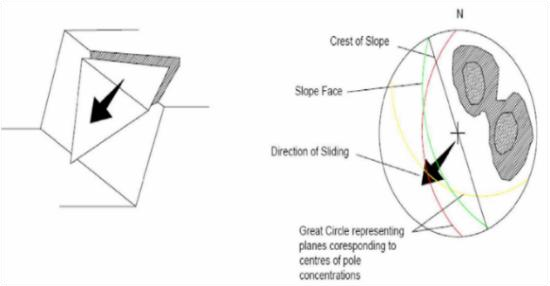 N
Crest of Slope
Slope Face
Direction of Sliding
Great Circle representing
planes coresponding to
centres of pole
concentrations